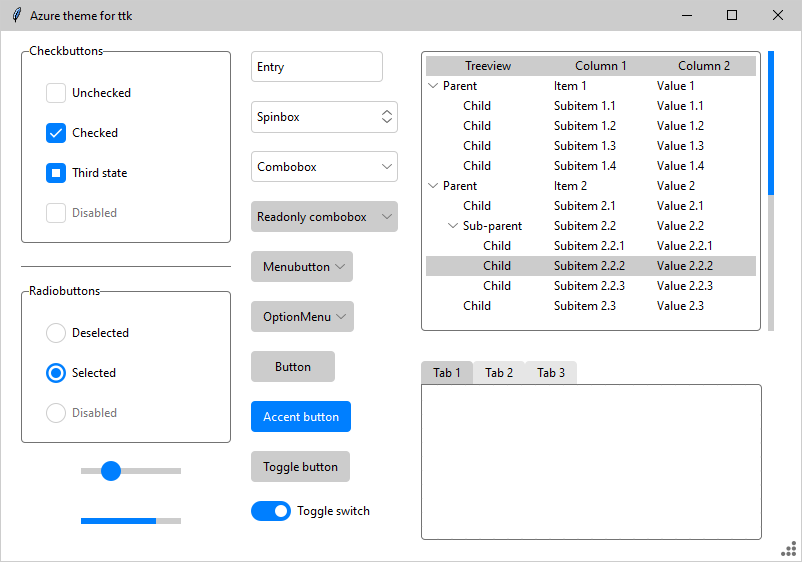 Azure theme for ttk
Checkbuttons
Unchecked
Checked
Third state
Disabled
Radiobuttons
Deselected
Selected
Disabled
Entry
Spinbox
Combobox
Readonly combobox
Menubutton
OptionMenu
Button
Accent button
Toggle button
Toggle switch
Treeview Column 1 Column 2
Parent Item 1 Value 1
Child Subitem 1.1 Value 1.1
Child Subitem 1.2 Value 1.2
Child Subitem 1.3 Value 1.3
Child Subitem 1.4 Value 1.4
Parent Item 2 Value 2
Child Subitem 2.1 Value 2.1
Sub-parent Subitem 2.2 Value 2.2
Child Subitem 2.2.1 Value 2.2.1
Child Subitem 2.2.2 Value 2.2.2
Child Subitem 2.2.3 Value 2.2.3
Child Subitem 2.3 Value 2.3
Tab 1 Tab 2 Tab 3